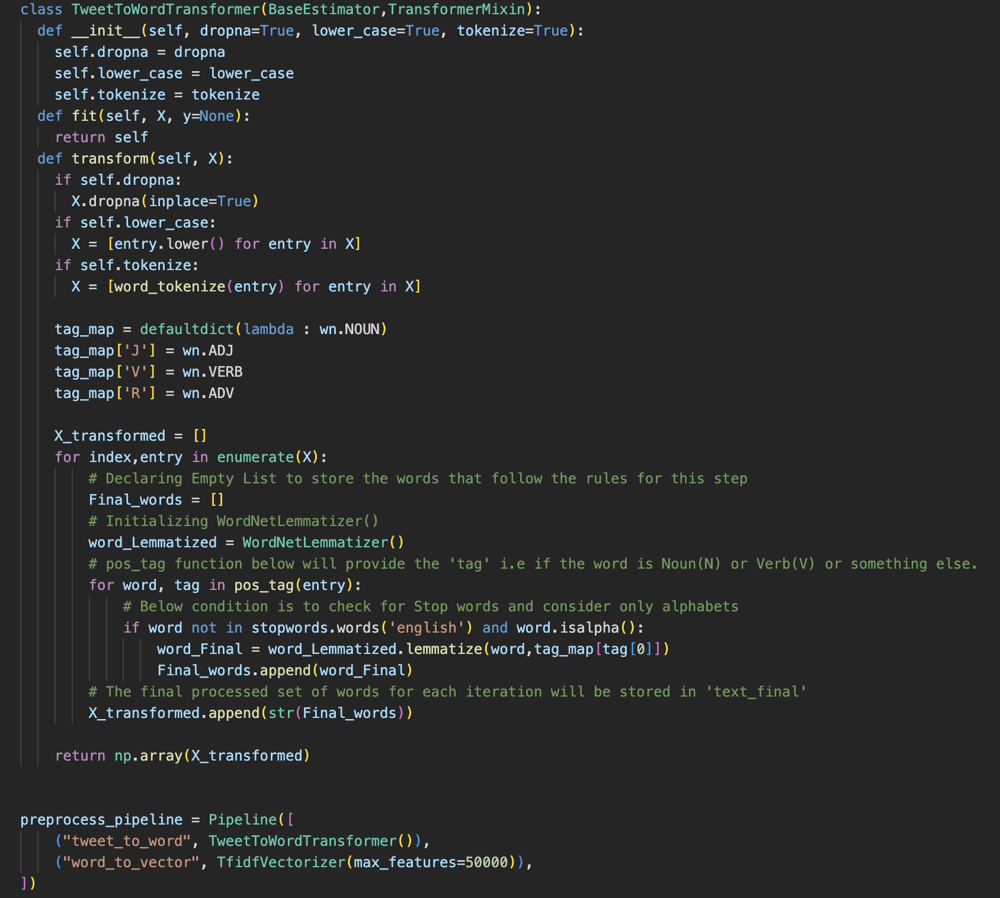 class TweetToWordTransformer(BaseEstimator,TransformerMixin):
  def __init__(self, dropna=True, lower_case=True, tokenize=True):
    self.dropna = dropna
    self.lower_case = lower_case
    self.tokenize = tokenize
  def fit(self, X, y=None):
    return self
  def transform(self, X):
    if self.dropna:
      X.dropna(inplace=True)
    if self.lower_case:
      X = [entry.lower() for entry in X]
    if self.tokenize:
      X = [word_tokenize(entry) for entry in X]

    tag_map = defaultdict(lambda : wn.NOUN)
    tag_map['J'] = wn.ADJ
    tag_map['V'] = wn.VERB
    tag_map['R'] = wn.ADV

    X_transformed = []
    for index,entry in enumerate(X):
        # Declaring Empty List to store the words that follow the rules for this step
        Final_words = []
        # Initializing WordNetLemmatizer()
        word_Lemmatized = WordNetLemmatizer()
        # pos_tag function below will provide the 'tag' i.e if the word is Noun(N) or Verb(V) or something else.
        for word, tag in pos_tag(entry):
            # Below condition is to check for Stop words and consider only alphabets
            if word not in stopwords.words('english') and word.isalpha():
                word_Final = word_Lemmatized.lemmatize(word,tag_map[tag[0]])
                Final_words.append(word_Final)
        # The final processed set of words for each iteration will be stored in 'text_final'
        X_transformed.append(str(Final_words))

    return np.array(X_transformed)


preprocess_pipeline = Pipeline([
    ("tweet_to_word", TweetToWordTransformer()),
    ("word_to_vector", TfidfVectorizer(max_features=50000)),
])